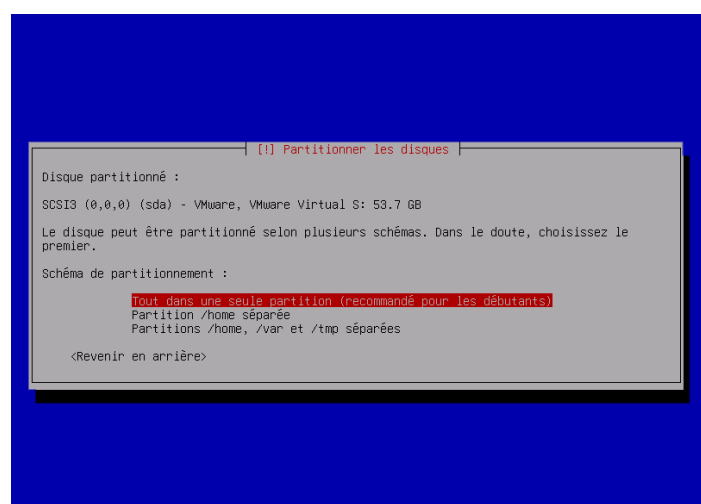 [!] Partitionner les disques
Disque partitionné :
SCSI3 (0,0,0) (sda) - VMware, VMware Virtual S: 53.7 GB
Le disque peut être partitionné selon plusieurs schémas. Dans le doute, choisissez le
premier.
Schéma de partitionnement :
Tout dans une seule partition (recommandé pour les débutants)
Partition /home séparée
Partitions /home, /var et /tmp séparées
<Revenir en arrière>